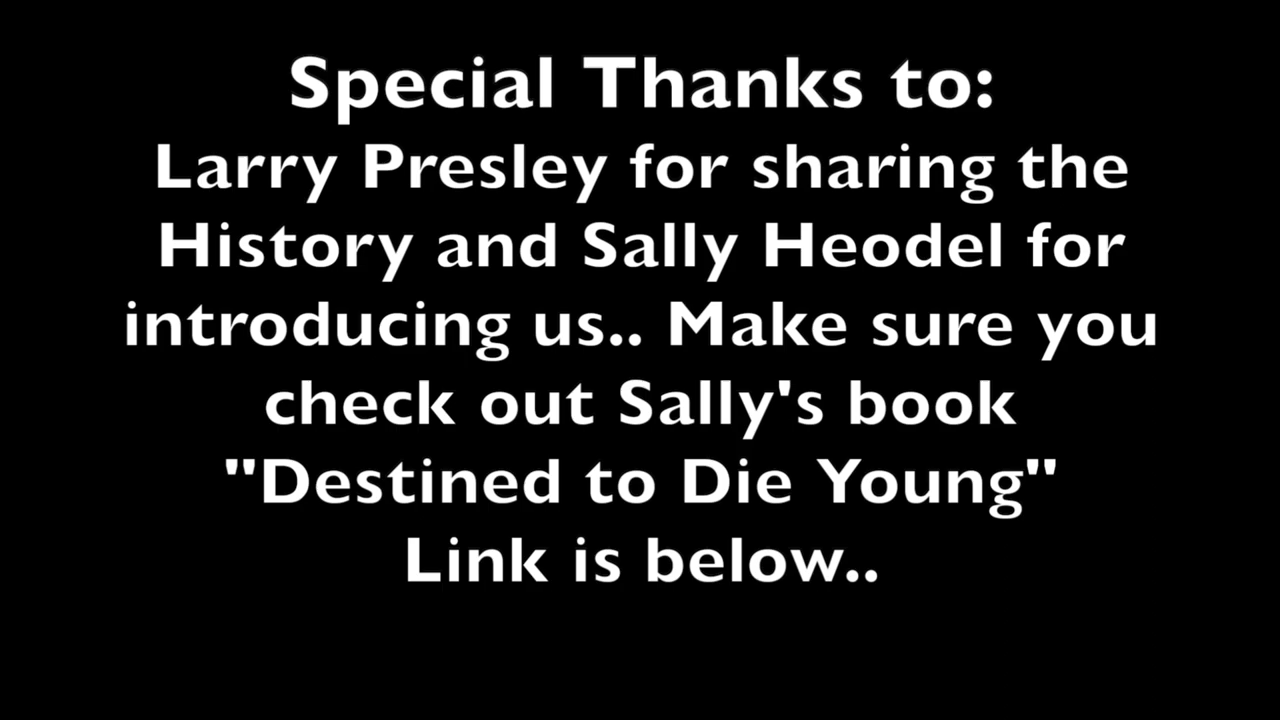 Special Thanks to:
Larry Presley for sharing the
History and Sally Heodel for
introducing us.. Make sure you
check out Sally's book
"Destined to Die Young"
Link is below..